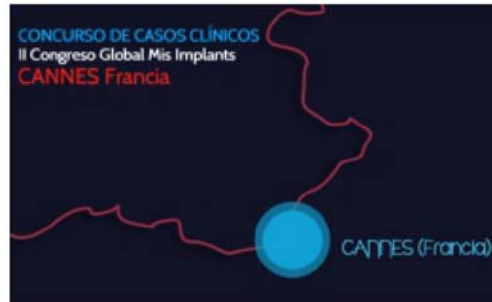 CONCURSO DE CASOS CLÍNICOS
II Congreso Global Mis Implants
CANNES Francia
CANNES (Francia)